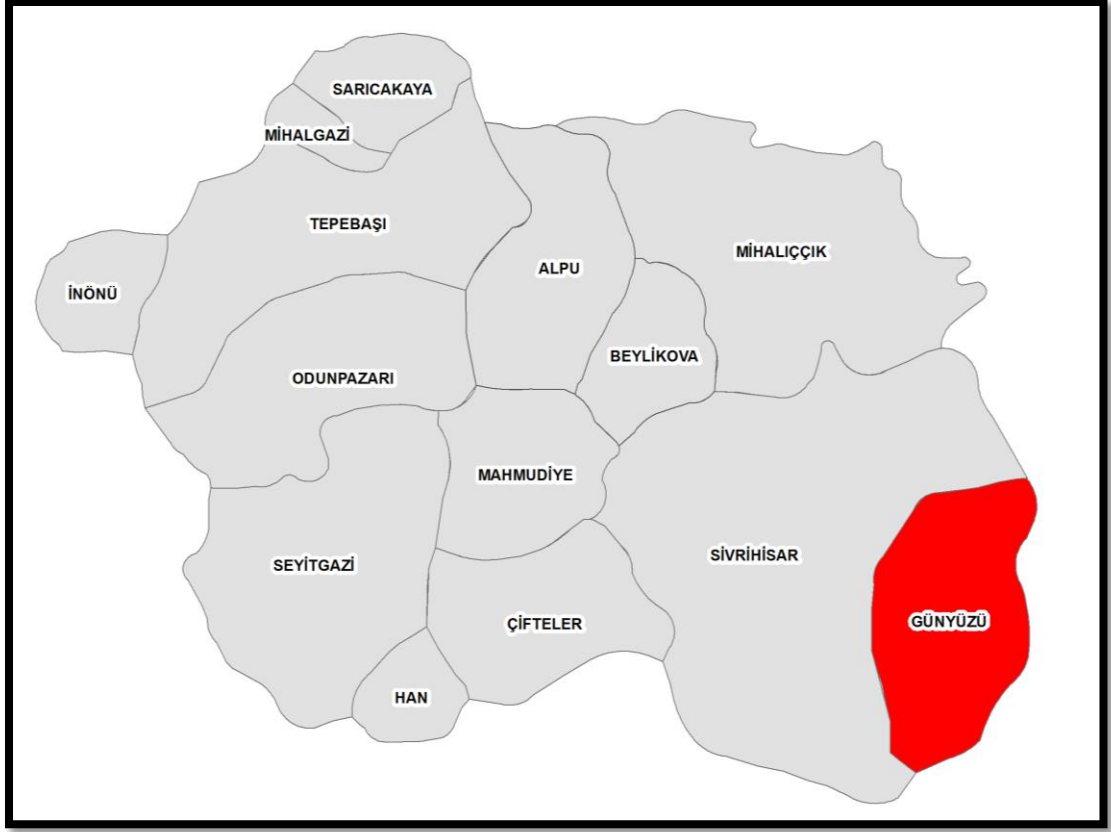 SARICAKAYA
MİHALGAZİ
TEPEBAŞI
MİHALIÇÇIK
ALPU
İNÖNÜ
BEYLİKOVA
ODUNPAZARI
MAHMUDİYE
SİVRİHİSAR
SEYİTGAZİ
GÜNYÜZÜ
ÇİFTELER
HAN